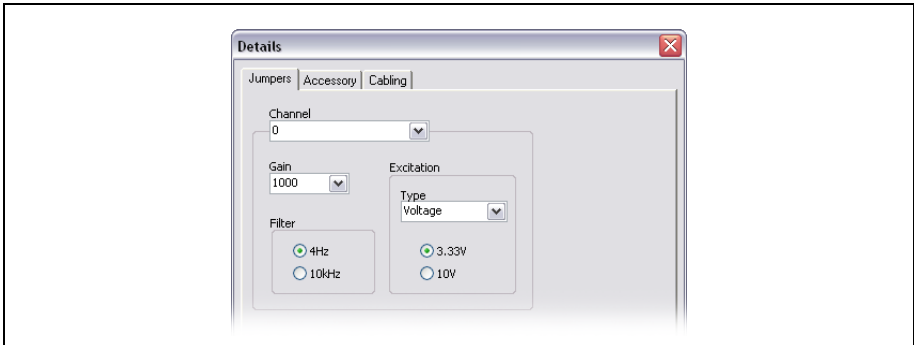 Details
Jumpers Accessory Cabling
Channel
0
Gain
1000
Excitation
Type
Voltage
Filter
4Hz
10kHz
3.33V
10V